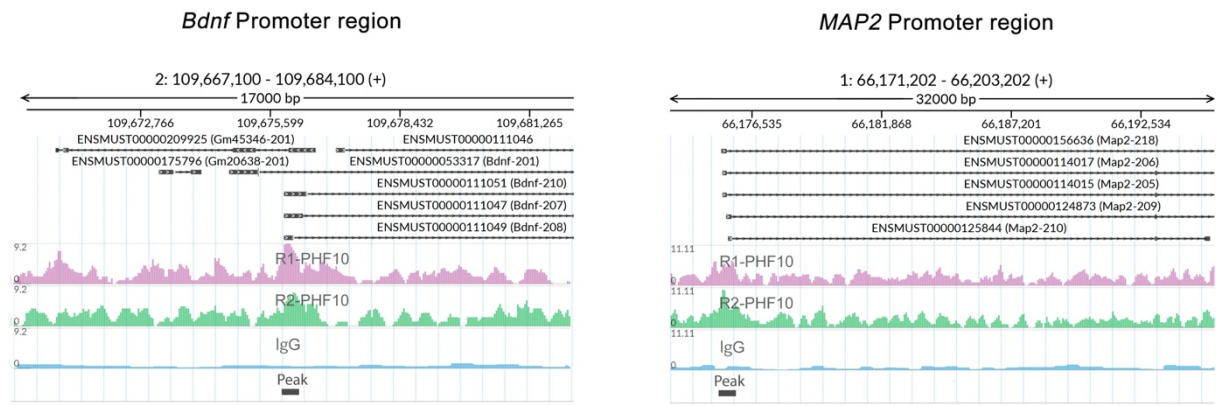 Bdnf Promoter region
2: 109,667,100 - 109,684,100 (+)
17000 bp
109,672,766 109,675,599 109,678,432 109,681,265
ENSMUST00000209925 (Gm45346-201) ENSMUST00000111046
ENSMUST00000175796 (Gm20638-201) ENSMUST00000053317 (Bdnf-201)
ENSMUST00000111051 (Bdnf-210)
ENSMUST00000111047 (Bdnf-207)
ENSMUST00000111049 (Bdnf-208)
9.2
R1-PHF10
0
9.2
R2-PHF10
0
9.2
IgG
0
Peak
MAP2 Promoter region
1: 66,171,202 - 66,203,202 (+)
32000 bp
66,176,535 66,181,868 66,187,201 66,192,534
ENSMUST00000156636 (Map2-218)
ENSMUST00000114017 (Map2-206)
ENSMUST00000114015 (Map2-205)
ENSMUST00000124873 (Map2-209)
ENSMUST00000125844 (Map2-210)
11.11
R1-PHF10
0
11.11
R2-PHF10
0
11.11
IgG
0
Peak